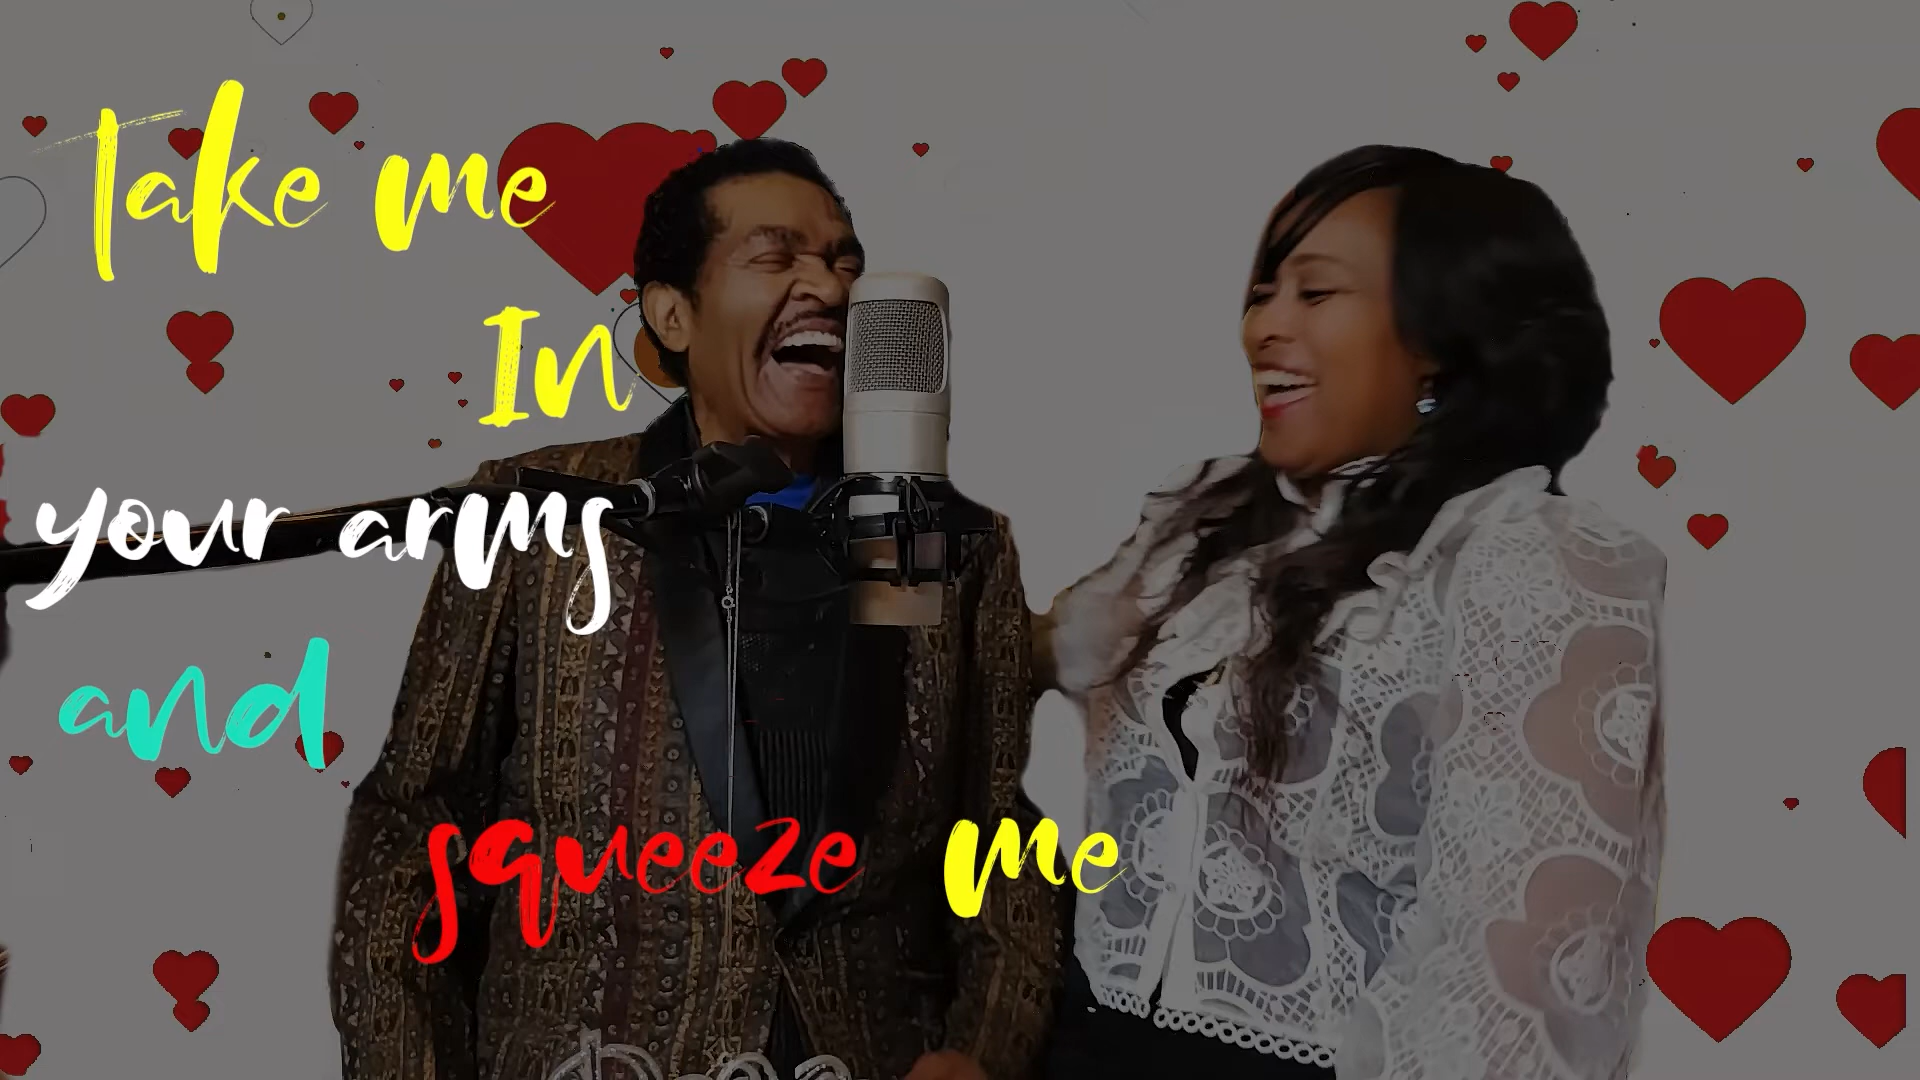 Take me
In
your arms
and
squeeze me